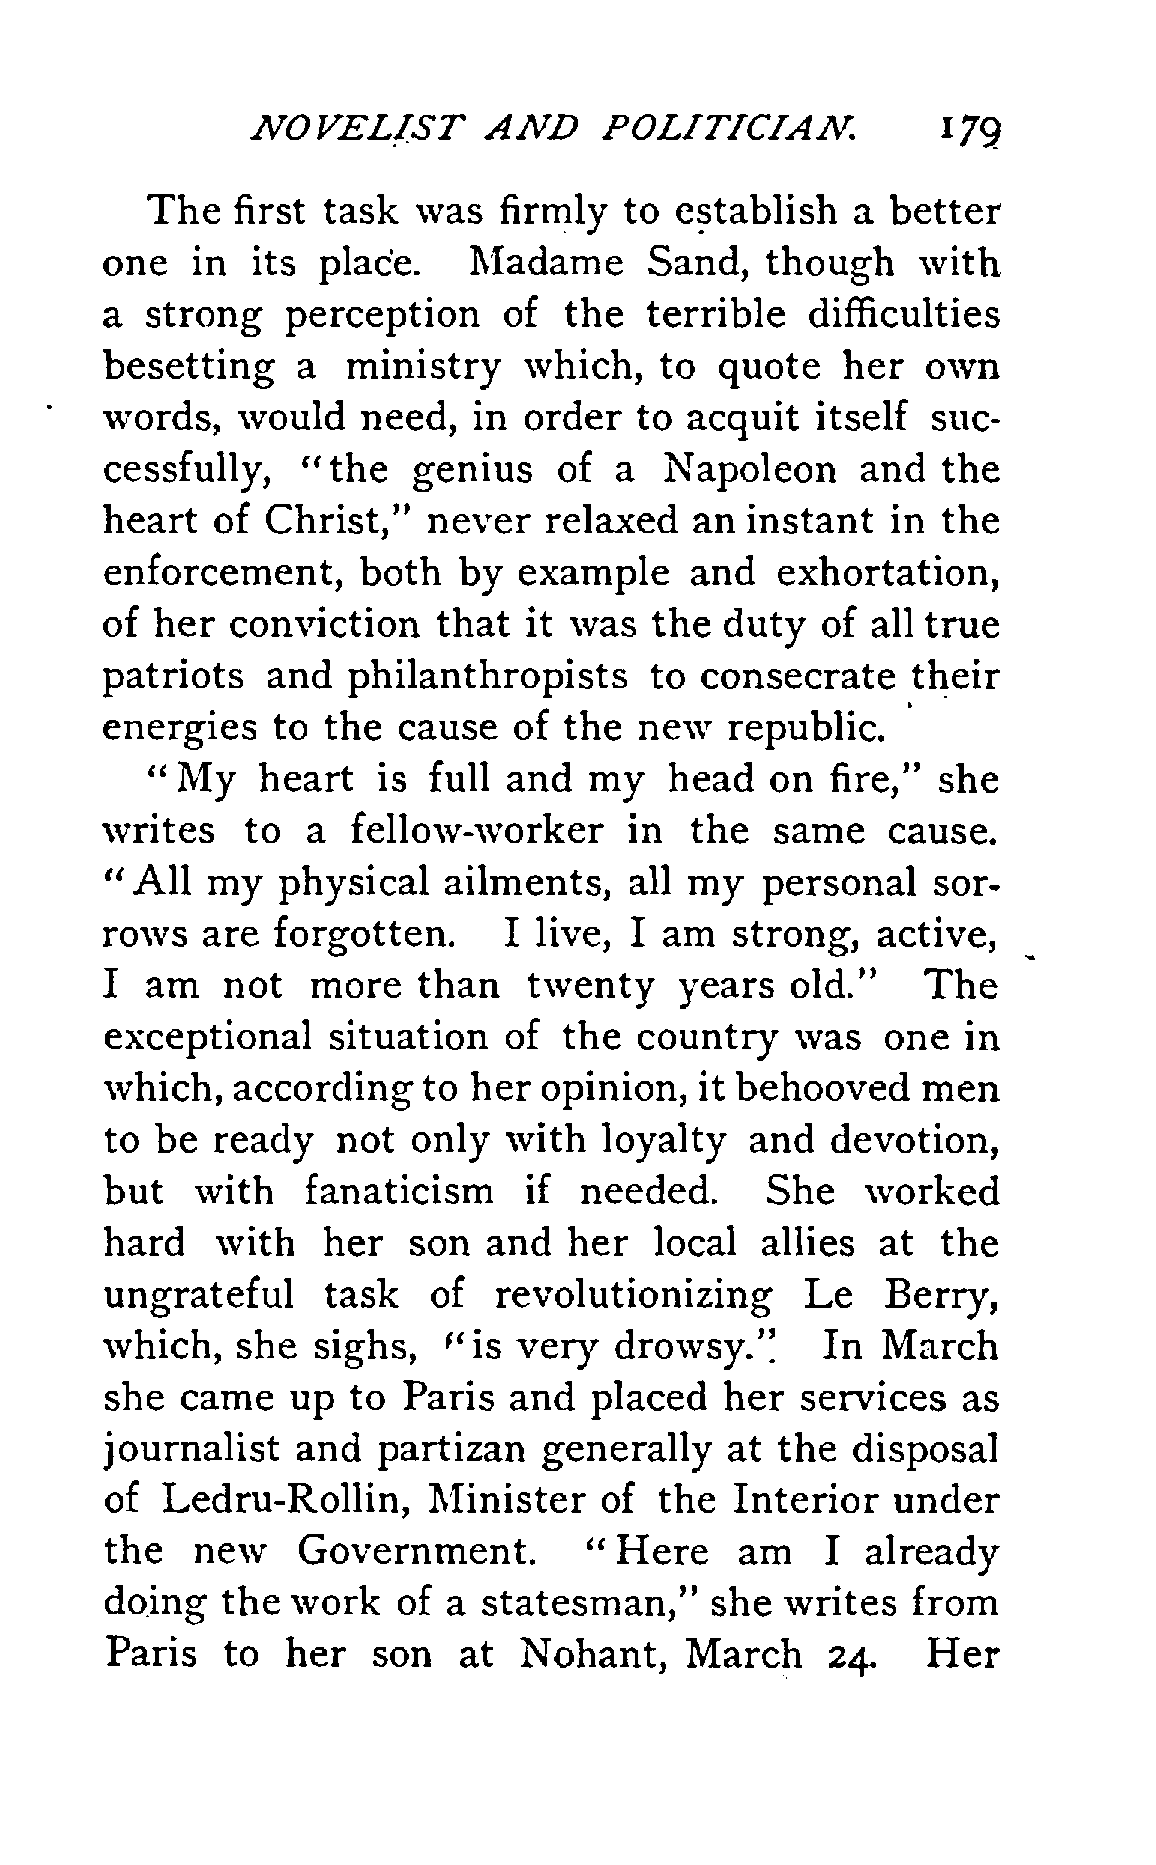 NOVELIST AND POLITICIAN. 179
The first task was firmly to establish a better
one in its place. Madame Sand, though with
a strong perception of the terrible difficulties
besetting a ministry which, to quote her own
words, would need, in order to acquit itself suc-
cessfully, "the genius of a Napoleon and the
heart of Christ," never relaxed an instant in the
enforcement, both by example and exhortation,
of her conviction that it was the duty of all true
patriots and philanthropists to consecrate their
energies to the cause of the new republic.
"My heart is full and my head on fire," she
writes to a fellow-worker in the same cause.
"All my physical ailments, all my personal sor-
rows are forgotten. I live, I am strong, active,
I am not more than twenty years old." The
exceptional situation of the country was one in
which, according to her opinion, it behooved men
to be ready not only with loyalty and devotion,
but with fanaticism if needed. She worked
hard with her son and her local allies at the
ungrateful task of revolutionizing Le Berry,
which, she sighs, "is very drowsy." In March
she came up to Paris and placed her services as
journalist and partizan generally at the disposal
of Ledru-Rollin, Minister of the Interior under
the new Government. "Here am I already
doing the work of a statesman," she writes from
Paris to her son at Nohant, March 24. Her